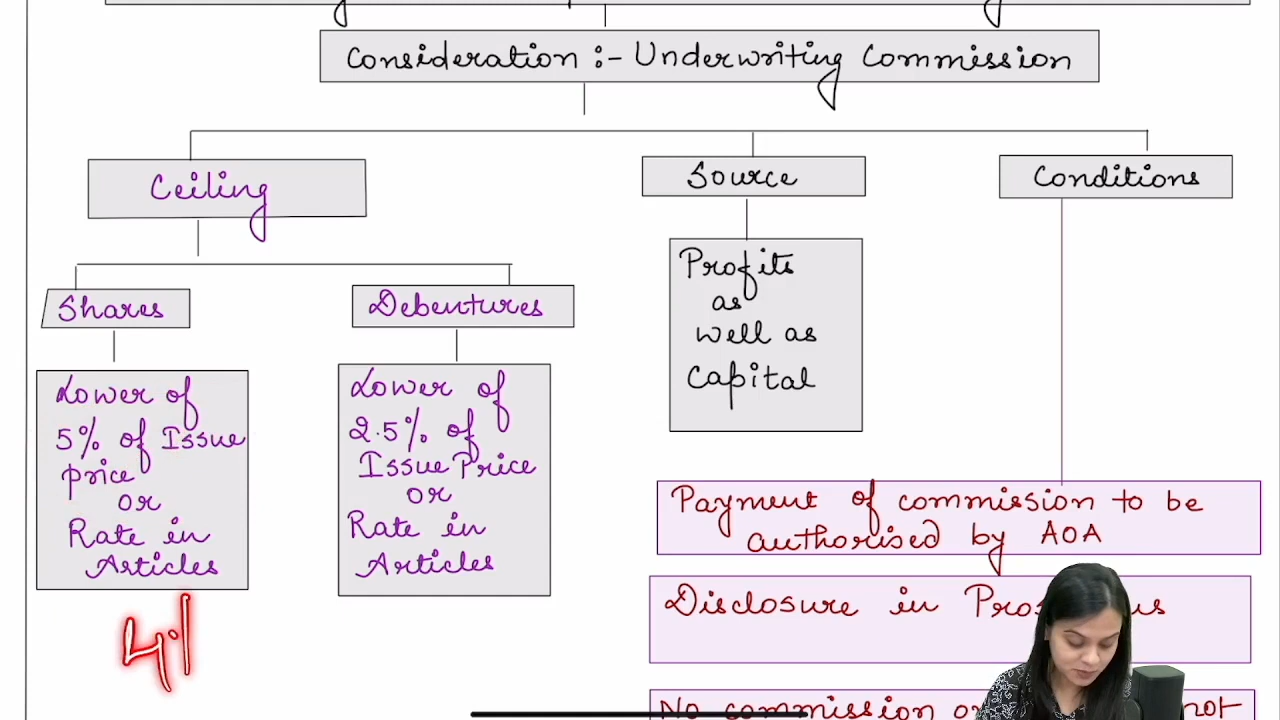 Consideration :- Underwriting Commission
Ceiling
Source
Conditions
Shares
Debentures
Lower of
5% of Issue
price
or
Rate in
Articles
Lower of
2.5% of
Issue Price
or
Rate in
Articles
Profits
as
well as
Capital
Payment of commission to be
authorised by AOA
Disclosure in
No commission
not
4%